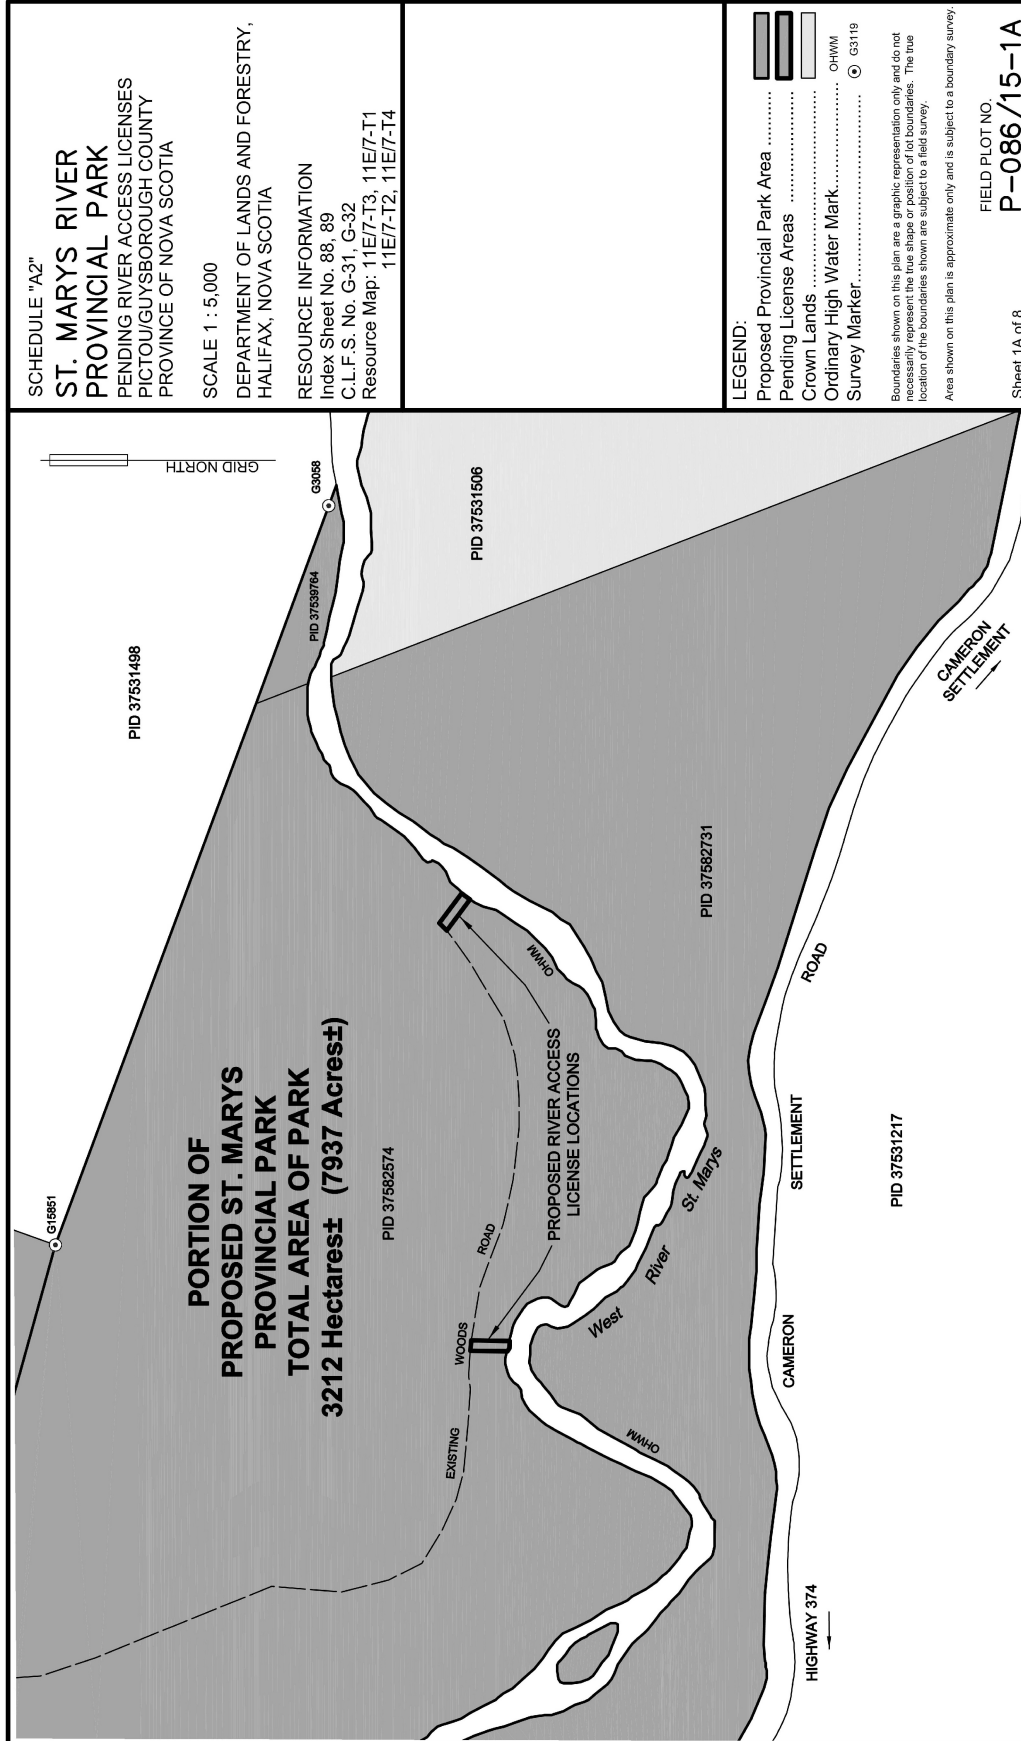 SCHEDULE "A2"
ST. MARYS RIVER
PROVINCIAL PARK
PENDING RIVER ACCESS LICENSES
PICTOU/GUYSBOROUGH COUNTY
PROVINCE OF NOVA SCOTIA
SCALE 1 : 5,000
DEPARTMENT OF LANDS AND FORESTRY,
HALIFAX, NOVA SCOTIA
RESOURCE INFORMATION
Index Sheet No. 88, 89
C.L.F.S. No. G-31, G-32
Resource Map: 11E/7-T3, 11E/7-T1
11E/7-T2, 11E/7-T4
LEGEND:
Proposed Provincial Park Area ...........
Pending License Areas ......................
Crown Lands ....................................
Ordinary High Water Mark................. OHWM
Survey Marker................................... G3119
Boundaries shown on this plan are a graphic representation only and do not
necessarily represent the true shape or position of lot boundaries. The true
location of the boundaries shown are subject to a field survey.
Area shown on this plan is approximate only and is subject to a boundary survey.
FIELD PLOT NO.
P-086/15-1A
Sheet 1A of 8
GRID NORTH
G3058
PID 37539764
PID 37531506
PID 37531498
G15851
PORTION OF
PROPOSED ST. MARYS
PROVINCIAL PARK
TOTAL AREA OF PARK
3212 Hectares± (7937 Acres±)
PID 37582574
EXISTING
WOODS
ROAD
PROPOSED RIVER ACCESS
LICENSE LOCATIONS
OHWM
OHWM
West
River
St. Marys
PID 37582731
CAMERON
SETTLEMENT
ROAD
CAMERON
SETTLEMENT
HIGHWAY 374
PID 37531217